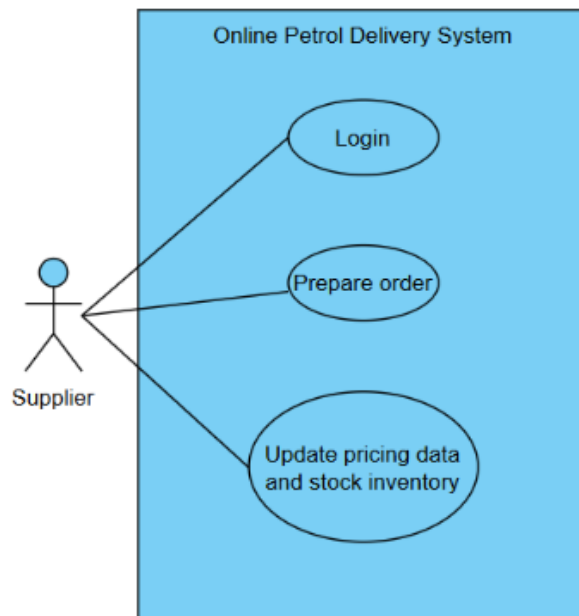 Online Petrol Delivery System
Login
Prepare order
Supplier
Update pricing data
and stock inventory